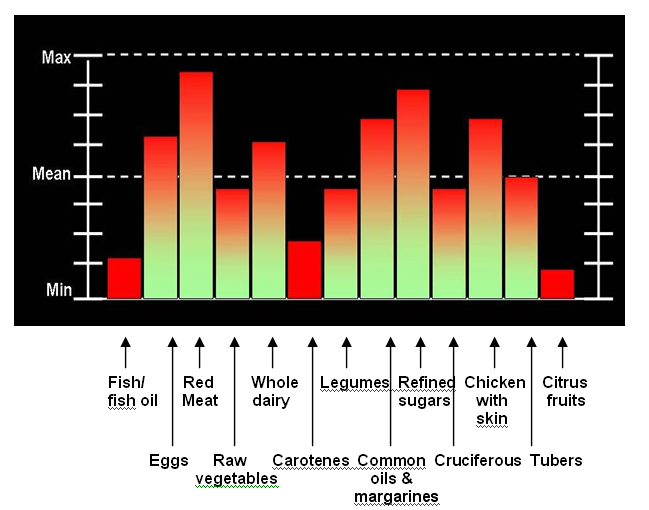 Max
Mean
Min
Fish/
fish oil
Red
Meat
Whole
dairy
Legumes
Refined
sugars
Chicken
with
skin
Citrus
fruits
Eggs
Raw
vegetables
Carotenes
Common
oils &
margarines
Cruciferous
Tubers